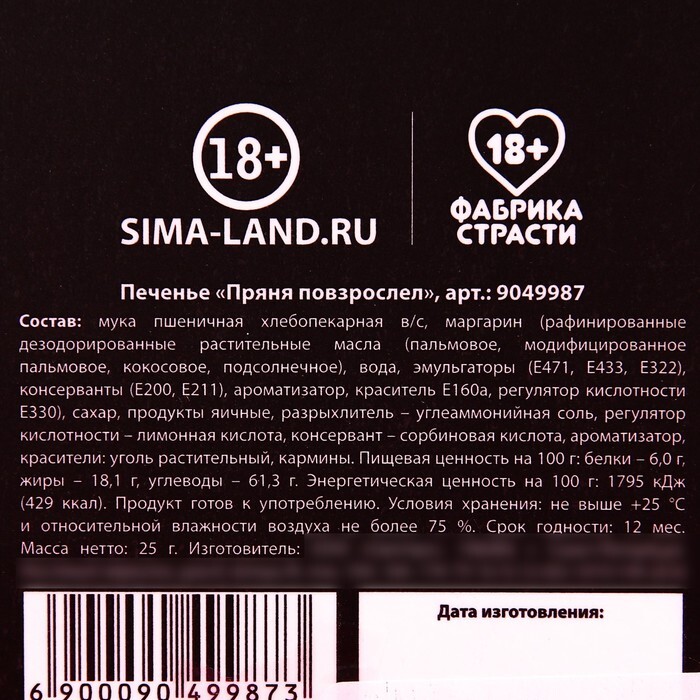 18+
SIMA-LAND.RU
18+
ФАБРИКА
СТРАСТИ
Печенье «Пряня повзрослел», арт.: 9049987
Состав: мука пшеничная хлебопекарная в/с, маргарин (рафинированные
дезодорированные растительные масла (пальмовое, модифицированное
пальмовое, кокосовое, подсолнечное), вода, эмульгаторы (Е471, Е433, Е322),
консерванты (Е200, Е211), ароматизатор, краситель Е160а, регулятор кислотности
Е330), сахар, продукты яичные, разрыхлитель – углеаммонийная соль, регулятор
кислотности – лимонная кислота, консервант – сорбиновая кислота, ароматизатор,
красители: уголь растительный, кармины. Пищевая ценность на 100 г: белки – 6,0 г,
жиры – 18,1 г, углеводы – 61,3 г. Энергетическая ценность на 100 г: 1795 кДж
(429 ккал). Продукт готов к употреблению. Условия хранения: не выше +25 °С
и относительной влажности воздуха не более 75 %. Срок годности: 12 мес.
Масса нетто: 25 г. Изготовитель:
Дата изготовления:
6 900090 499873